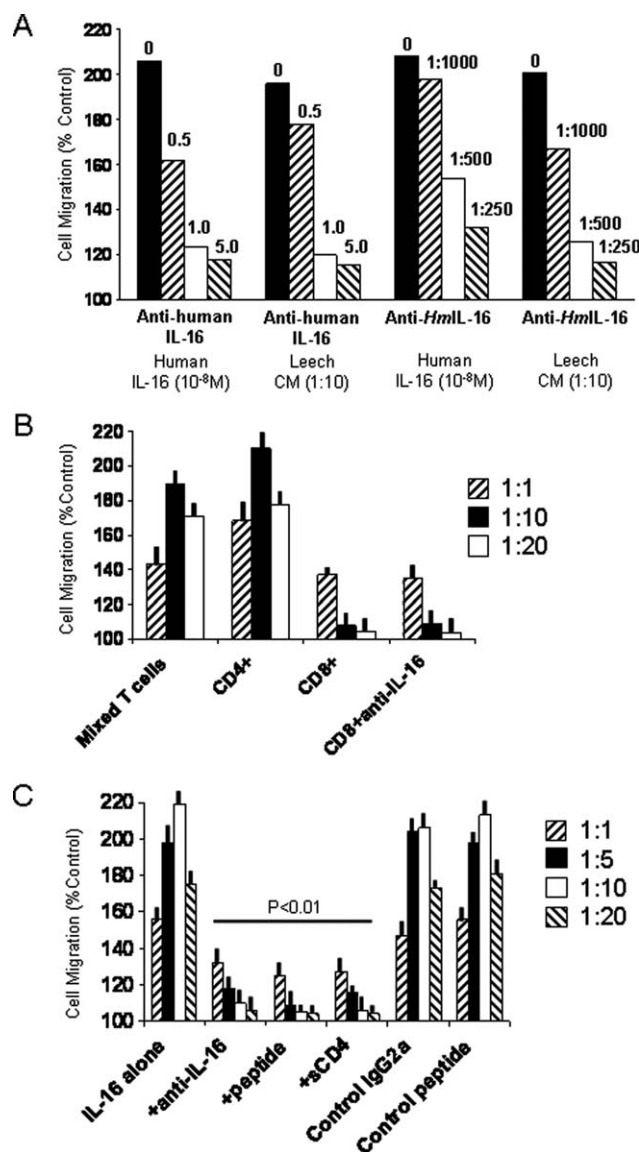 A
Cell Migration (% Control)
220
200
180
160
140
120
100
0
0.5
1.0
5.0
0
0.5
1.0
5.0
0
1:1000
1:500
1:250
0
1:1000
1:500
1:250
Anti-human
IL-16
Anti-human
IL-16
Anti-HmIL-16
Anti-HmIL-16
Human
IL-16 (10⁻⁸M)
Leech
CM (1:10)
Human
IL-16 (10⁻⁸M)
Leech
CM (1:10)
B
Cell Migration (%Control)
220
200
180
160
140
120
100
1:1
1:10
1:20
Mixed T cells
CD4+
CD8+
CD8+anti-IL-16
C
Cell Migration (%Control)
220
200
180
160
140
120
100
P<0.01
1:1
1:5
1:10
1:20
IL-16 alone
+anti-IL-16
+peptide
+sCD4
Control IgG2a
Control peptide